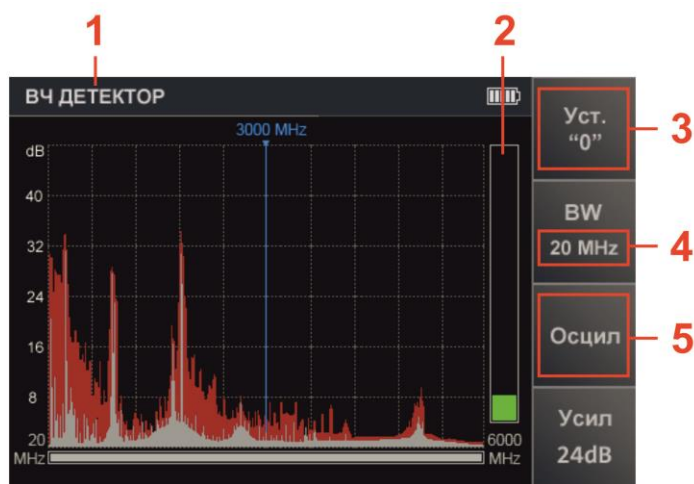 1
2
ВЧ ДЕТЕКТОР
3000 MHz
dB
40
32
24
16
8
20
6000
MHz
MHz
Уст.
“0”
3
BW
20 MHz
4
Осцил
5
Усил
24dB